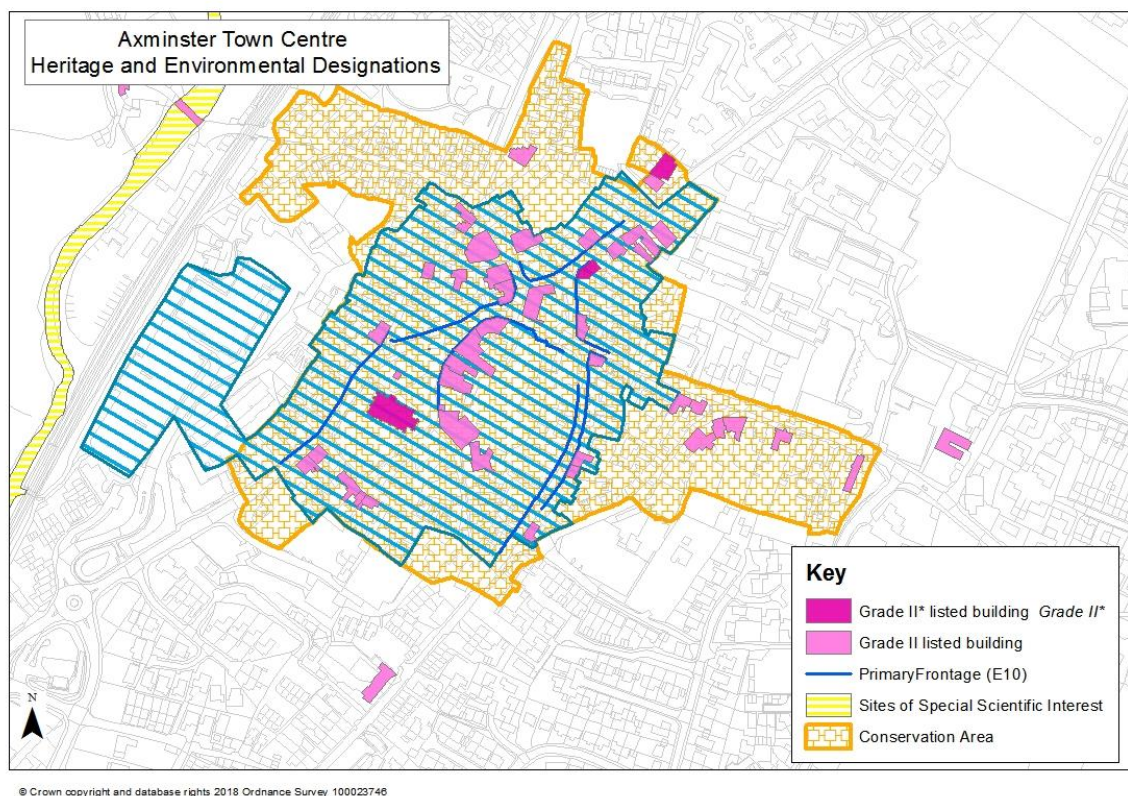 Axminster Town Centre
Heritage and Environmental Designations
N
Key
Grade II* listed building Grade II*
Grade II listed building
PrimaryFrontage (E10)
Sites of Special Scientific Interest
Conservation Area
© Crown copyright and database rights 2018 Ordnance Survey 100023746